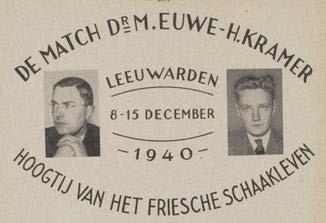 DE MATCH DR M. EUWE-H. KRAMER
LEEUWARDEN
8-15 DECEMBER
-1940-
HOOGTIJ VAN HET FRIESCHE SCHAAKLEVEN